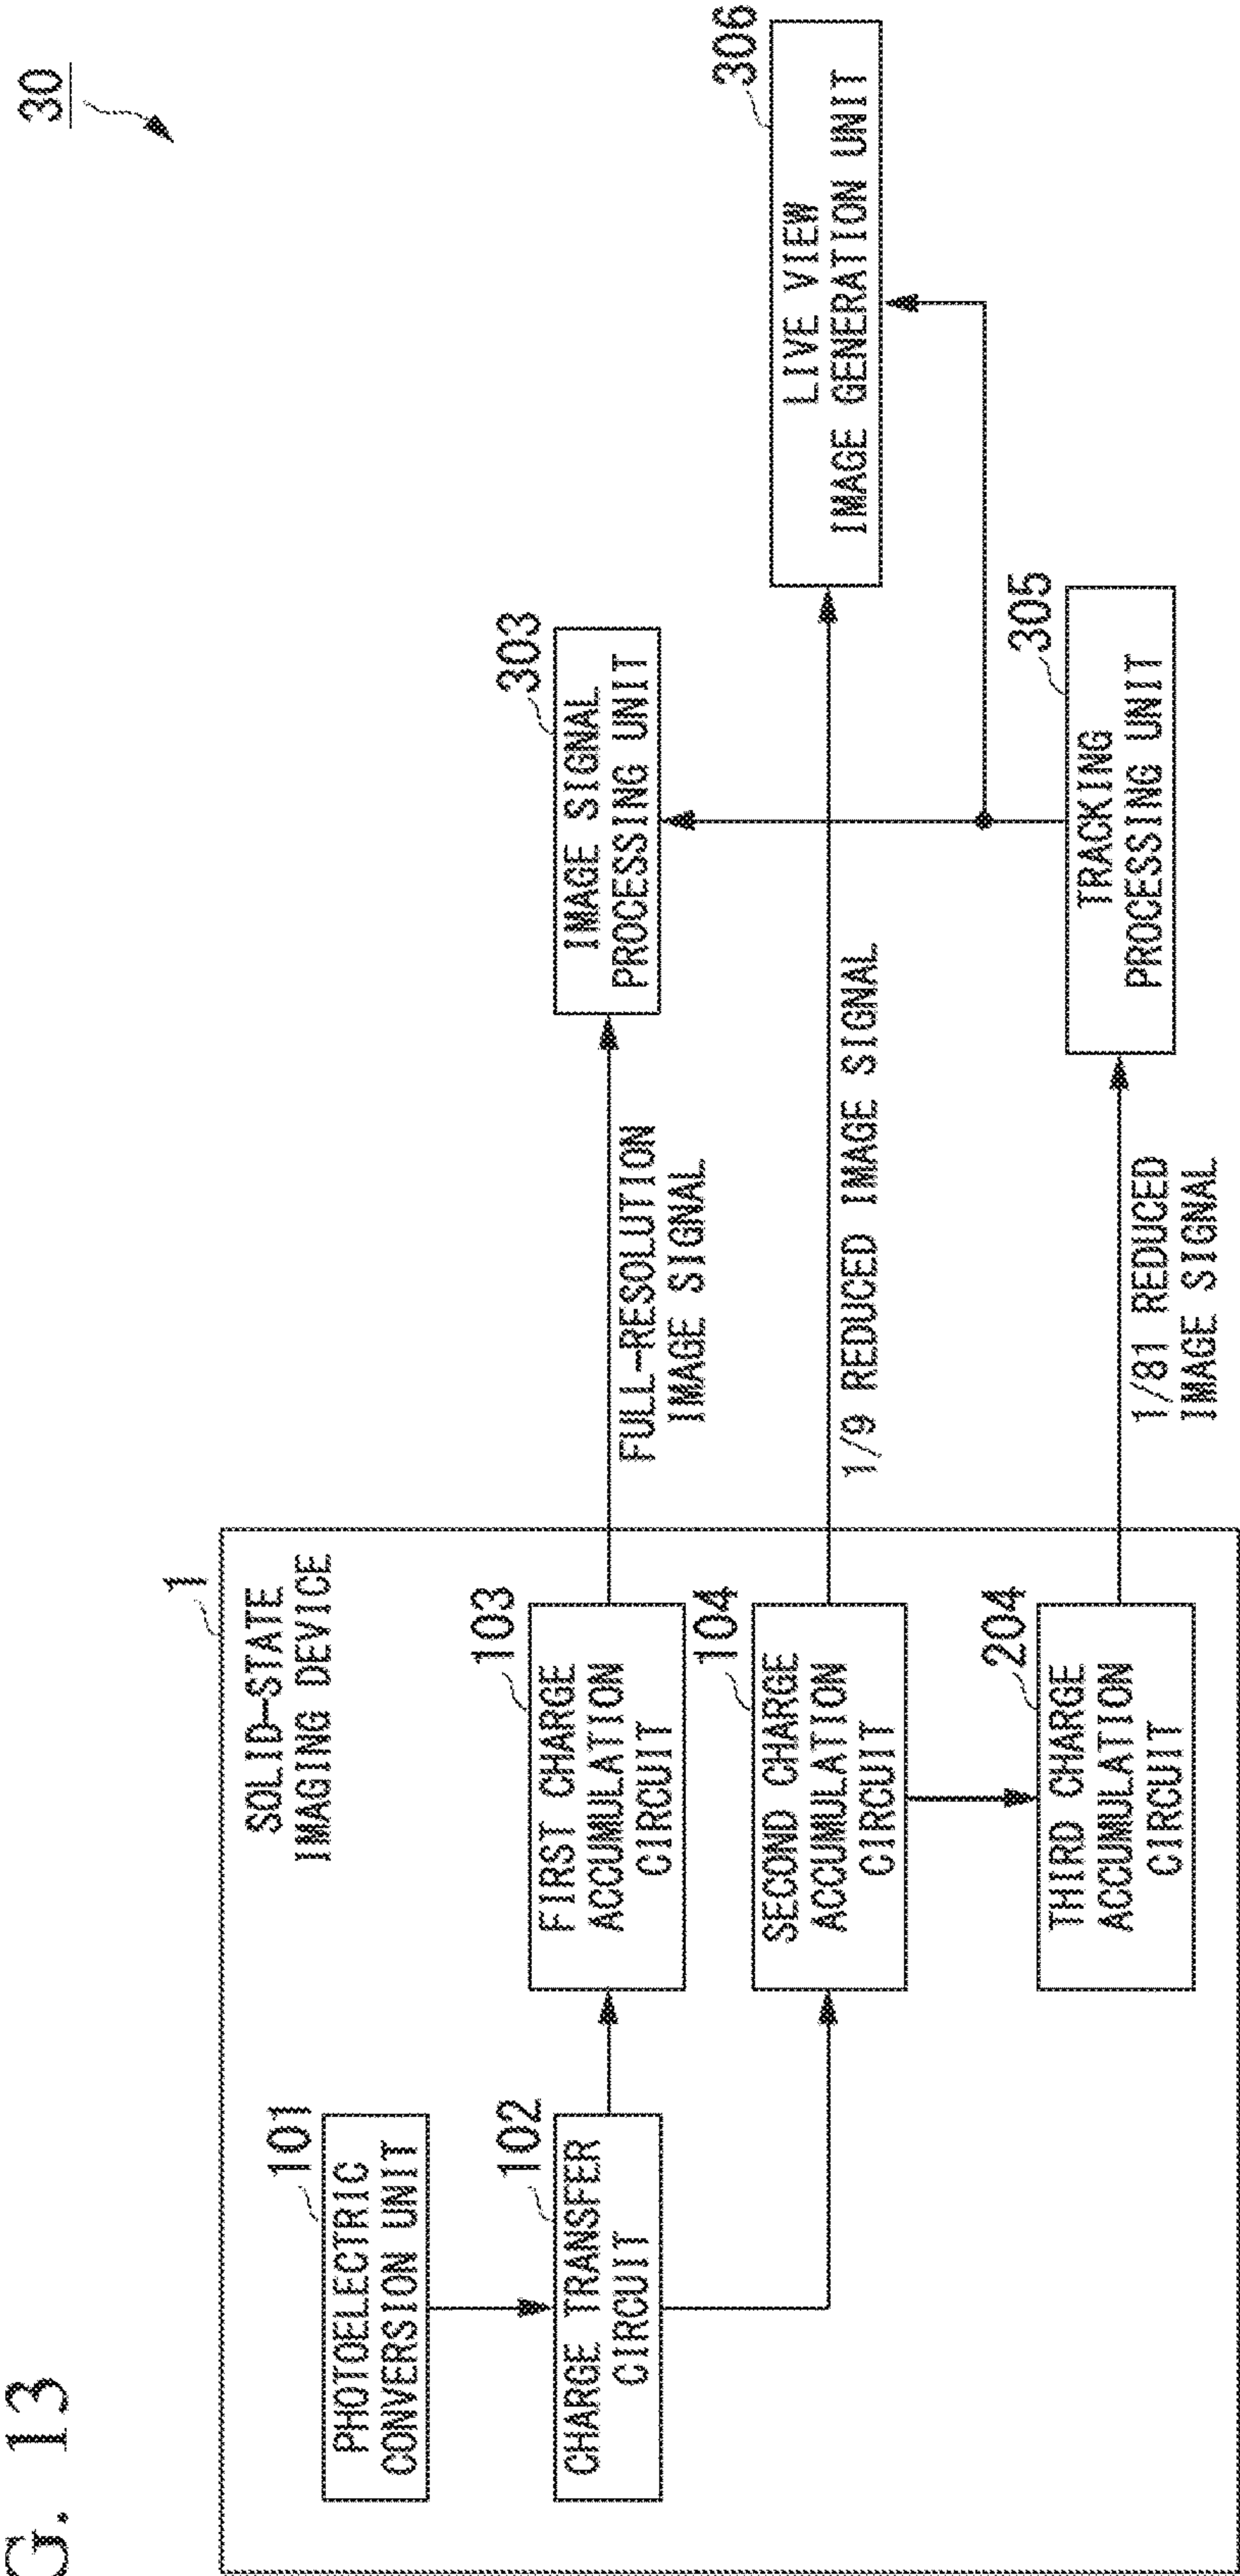 G. 13
30
1
SOLID-STATE
IMAGING DEVICE
101
PHOTOELECTRIC
CONVERSION UNIT
102
CHARGE TRANSFER
CIRCUIT
103
FIRST CHARGE
ACCUMULATION
CIRCUIT
104
SECOND CHARGE
ACCUMULATION
CIRCUIT
204
THIRD CHARGE
ACCUMULATION
CIRCUIT
FULL-RESOLUTION
IMAGE SIGNAL
1/9 REDUCED IMAGE SIGNAL
1/81 REDUCED
IMAGE SIGNAL
303
IMAGE SIGNAL
PROCESSING UNIT
305
TRACKING
PROCESSING UNIT
306
LIVE VIEW
IMAGE GENERATION UNIT